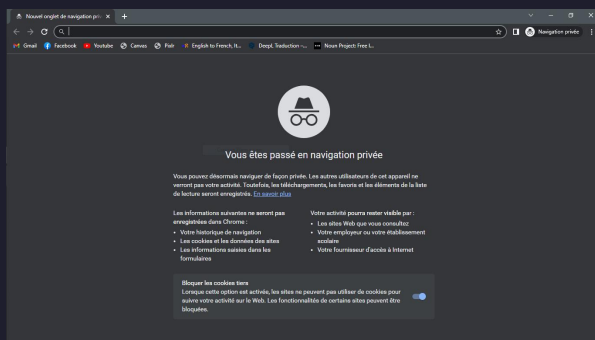 Nouvel onglet de navigation priv
Navigation privée
Gmail Facebook Youtube Canvas Pixlr English to French, It... DeepL Traduction –... Noun Project: Free I...
Vous êtes passé en navigation privée
Vous pouvez désormais naviguer de façon privée. Les autres utilisateurs de cet appareil ne
verront pas votre activité. Toutefois, les téléchargements, les favoris et les éléments de la liste
de lecture seront enregistrés. En savoir plus
Les informations suivantes ne seront pas
enregistrées dans Chrome :
• Votre historique de navigation
• Les cookies et les données des sites
• Les informations saisies dans les
formulaires
Votre activité pourra rester visible par :
• Les sites Web que vous consultez
• Votre employeur ou votre établissement
scolaire
• Votre fournisseur d'accès à Internet
Bloquer les cookies tiers
Lorsque cette option est activée, les sites ne peuvent pas utiliser de cookies pour
suivre votre activité sur le Web. Les fonctionnalités de certains sites peuvent être
bloquées.